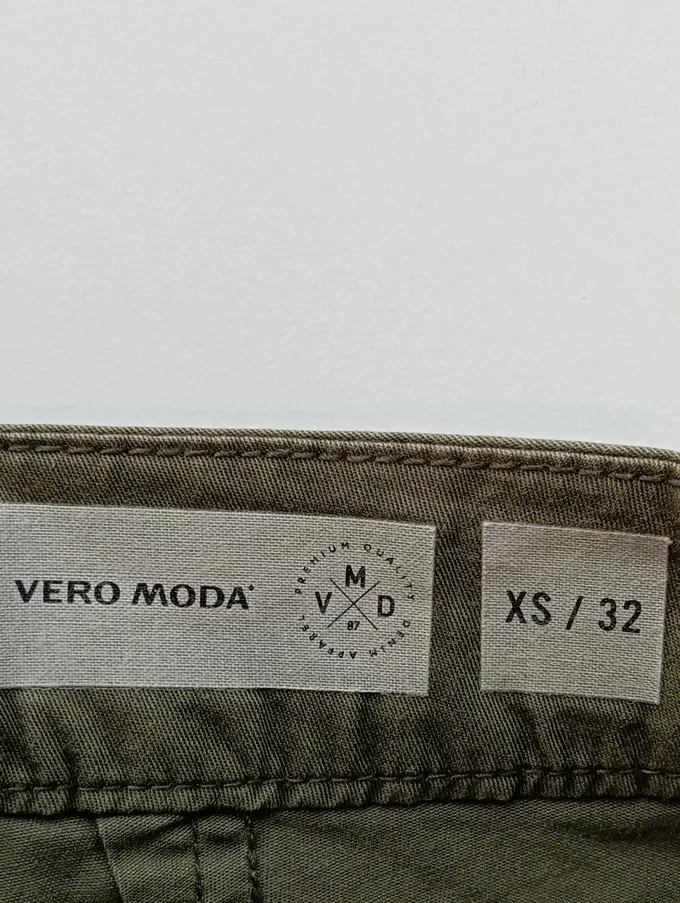 VERO MODA
PREMIUM QUALITY DENIM APPAREL
M
V D
87
XS / 32